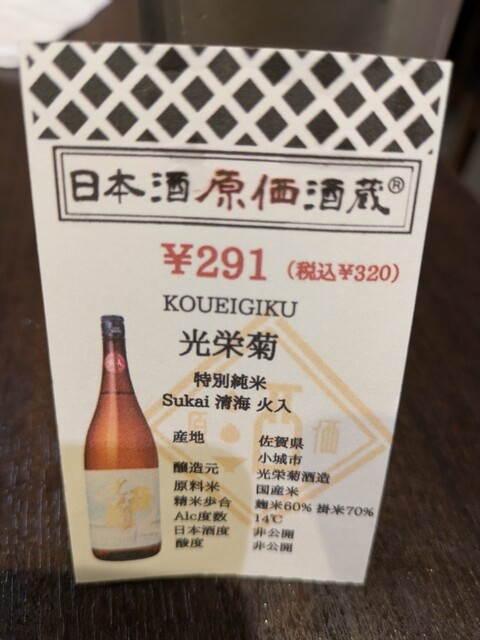 日本酒原価酒蔵®
¥291 (税込¥320)
KOUEIGIKU
光栄菊
特別純米
Sukai 清海 火入
産地 佐賀県
小城市
醸造元 光栄菊酒造
原料米 国産米
精米歩合 麹米60% 掛米70%
Alc度数 14℃
日本酒度 非公開
酸度 非公開